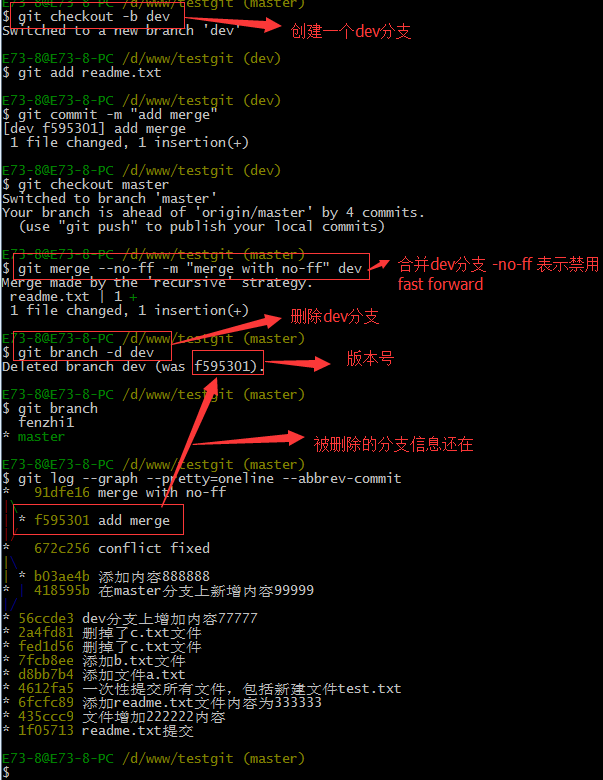 E73-8@E73-8-PC /d/www/testgit (master)
$ git checkout -b dev
创建一个dev分支
Switched to a new branch 'dev'
E73-8@E73-8-PC /d/www/testgit (dev)
$ git add readme.txt
E73-8@E73-8-PC /d/www/testgit (dev)
$ git commit -m "add merge"
[dev f595301] add merge
1 file changed, 1 insertion(+)
E73-8@E73-8-PC /d/www/testgit (dev)
$ git checkout master
Switched to branch 'master'
Your branch is ahead of 'origin/master' by 4 commits.
(use "git push" to publish your local commits)
E73-8@E73-8-PC /d/www/testgit (master)
$ git merge --no-ff -m "merge with no-ff" dev
合并dev分支 -no-ff 表示禁用
fast forward
Merge made by the 'recursive' strategy.
readme.txt | 1 +
1 file changed, 1 insertion(+)
删除dev分支
E73-8@E73-8-PC /d/www/testgit (master)
$ git branch -d dev
Deleted branch dev (was f595301).
版本号
E73-8@E73-8-PC /d/www/testgit (master)
$ git branch
fenzhi1
* master
被删除的分支信息还在
E73-8@E73-8-PC /d/www/testgit (master)
$ git log --graph --pretty=oneline --abbrev-commit
* 91dfe16 merge with no-ff
|\
| * f595301 add merge
|/
* 672c256 conflict fixed
|\
| * b03ae4b 添加内容888888
* | 418595b 在master分支上新增内容99999
|/
* 56ccde3 dev分支上增加内容77777
* 2a4fd81 删掉了c.txt文件
* fed1d56 删掉了c.txt文件
* 7fcb8ee 添加b.txt文件
* d8bb7b4 添加文件a.txt
* 4612fa5 一次性提交所有文件，包括新建文件test.txt
* 6fcfc89 添加readme.txt文件内容为333333
* 435ccc9 文件增加222222内容
* 1f05713 readme.txt提交
E73-8@E73-8-PC /d/www/testgit (master)
$